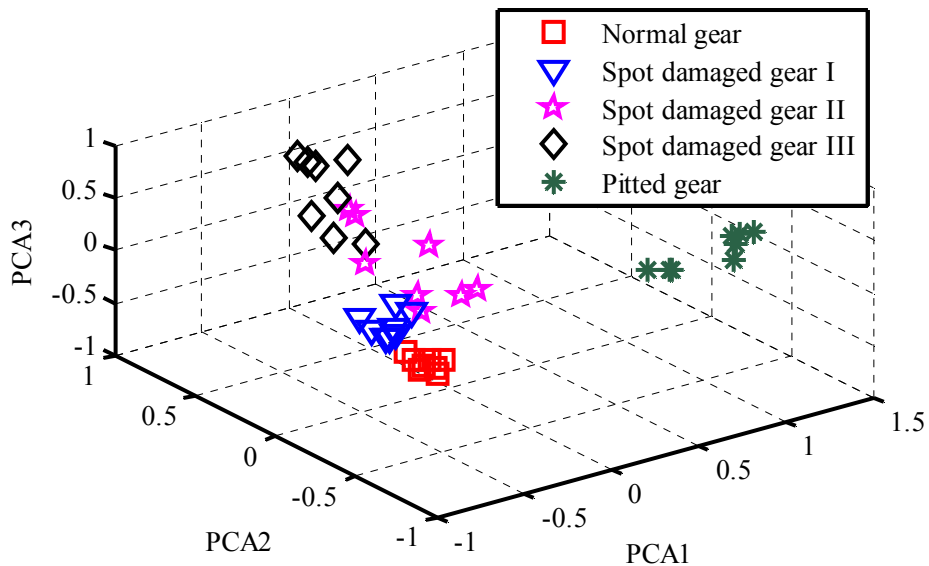 Normal gear
Spot damaged gear I
Spot damaged gear II
Spot damaged gear III
Pitted gear
1
0.5
0
-0.5
-1
PCA3
1
0.5
0
-0.5
-1
PCA2
-1
-0.5
0
0.5
1
1.5
PCA1